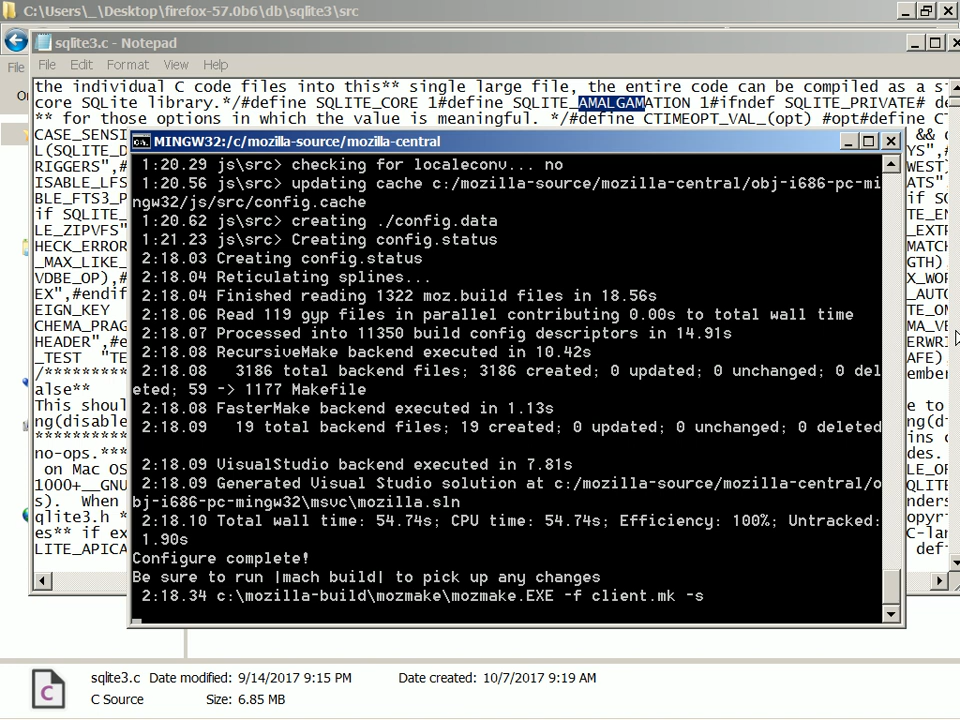 C:\Users\_\Desktop\firefox-57.0b6\db\sqlite3\src
sqlite3.c - Notepad
File Edit Format View Help
the individual C code files into this** single large file, the entire code can be compiled as a s
core SQLite library.*/#define SQLITE_CORE 1#define SQLITE_AMALGAMATION 1#ifndef SQLITE_PRIVATE# de
** for those options in which the value is meaningful. */#define CTIMEOPT_VAL_(opt) #opt#define C
MINGW32:/c/mozilla-source/mozilla-central
1:20.29 js\src> checking for localeconv... no
1:20.56 js\src> updating cache c:/mozilla-source/mozilla-central/obj-i686-pc-mi
ngw32/js/src/config.cache
1:20.62 js\src> creating ./config.data
1:21.23 js\src> Creating config.status
2:18.03 Creating config.status
2:18.04 Reticulating splines...
2:18.04 Finished reading 1322 moz.build files in 18.56s
2:18.06 Read 119 gyp files in parallel contributing 0.00s to total wall time
2:18.07 Processed into 11350 build config descriptors in 14.91s
2:18.08 RecursiveMake backend executed in 10.42s
2:18.08   3186 total backend files; 3186 created; 0 updated; 0 unchanged; 0 del
eted; 59 -> 1177 Makefile
2:18.08 FasterMake backend executed in 1.13s
2:18.09   19 total backend files; 19 created; 0 updated; 0 unchanged; 0 deleted
2:18.09 VisualStudio backend executed in 7.81s
2:18.09 Generated Visual Studio solution at c:/mozilla-source/mozilla-central/o
bj-i686-pc-mingw32\msvc\mozilla.sln
2:18.10 Total wall time: 54.74s; CPU time: 54.74s; Efficiency: 100%; Untracked:
1.90s
Configure complete!
Be sure to run |mach build| to pick up any changes
2:18.34 c:\mozilla-build\mozmake\mozmake.EXE -f client.mk -s
sqlite3.c Date modified: 9/14/2017 9:15 PM Date created: 10/7/2017 9:19 AM
C Source Size: 6.85 MB